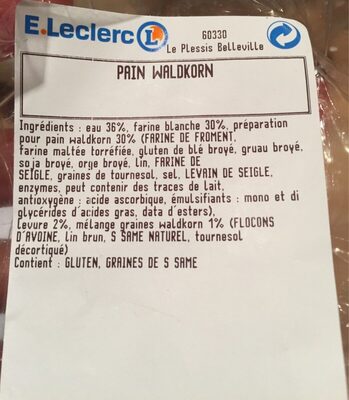 E.Leclerc L
60330
Le Plessis Belleville
PAIN WALDKORN
Ingrédients : eau 36%, farine blanche 30%, préparation
pour pain waldkorn 30% (FARINE DE FROMENT,
farine maltée torréfiée, gluten de blé broyé, gruau broyé,
soja broyé, orge broyé, lin, FARINE DE
SEIGLE, graines de tournesol, sel, LEVAIN DE SEIGLE,
enzymes, peut contenir des traces de lait,
antioxygène : acide ascorbique, émulsifiants : mono et di
glycérides d'acides gras, data d'esters),
Levure 2%, mélange graines waldkorn 1% (FLOCONS
D'AVOINE, lin brun, S SAME NATUREL, tournesol
décortiqué)
Contient : GLUTEN, GRAINES DE S SAME